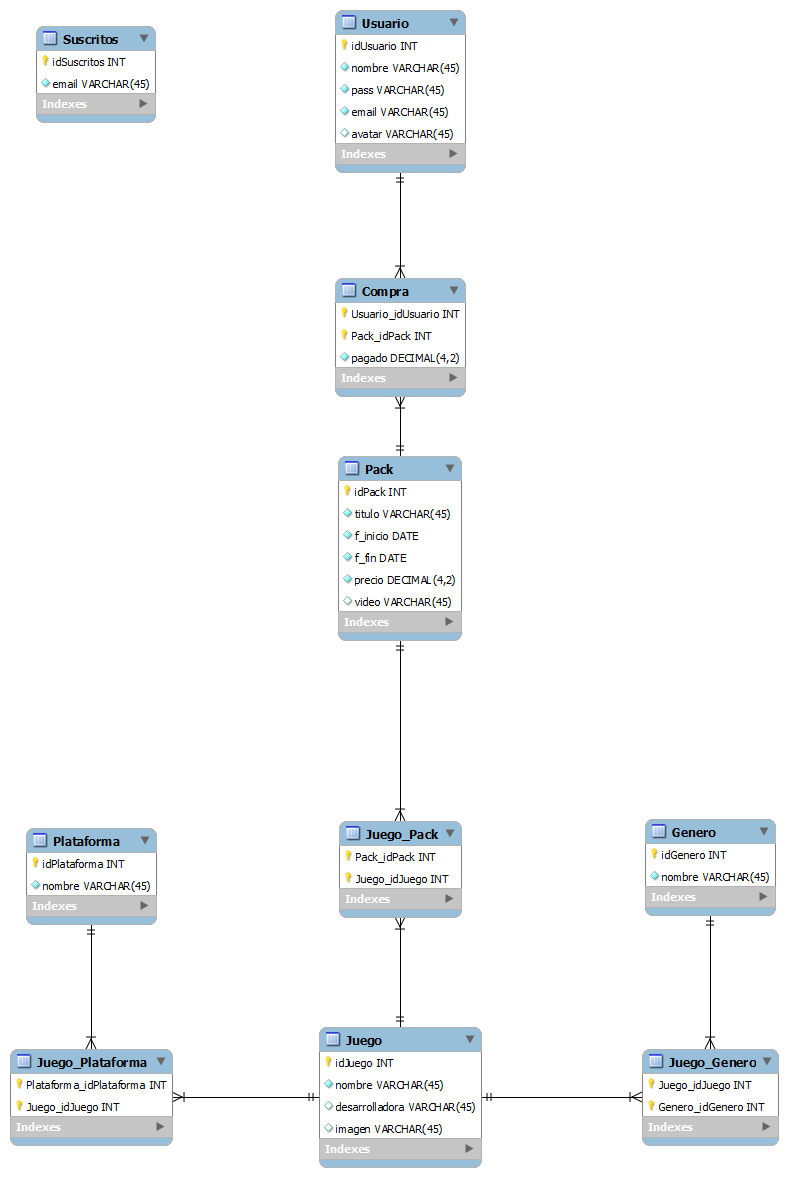 Suscritos
idSuscritos INT
email VARCHAR(45)
Indexes
Usuario
idUsuario INT
nombre VARCHAR(45)
pass VARCHAR(45)
email VARCHAR(45)
avatar VARCHAR(45)
Indexes
Compra
Usuario_idUsuario INT
Pack_idPack INT
pagado DECIMAL(4,2)
Indexes
Pack
idPack INT
titulo VARCHAR(45)
f_inicio DATE
f_fin DATE
precio DECIMAL(4,2)
video VARCHAR(45)
Indexes
Plataforma
idPlataforma INT
nombre VARCHAR(45)
Indexes
Juego_Pack
Pack_idPack INT
Juego_idJuego INT
Indexes
Genero
idGenero INT
nombre VARCHAR(45)
Indexes
Juego_Plataforma
Plataforma_idPlataforma INT
Juego_idJuego INT
Indexes
Juego
idJuego INT
nombre VARCHAR(45)
desarrolladora VARCHAR(45)
imagen VARCHAR(45)
Indexes
Juego_Genero
Juego_idJuego INT
Genero_idGenero INT
Indexes